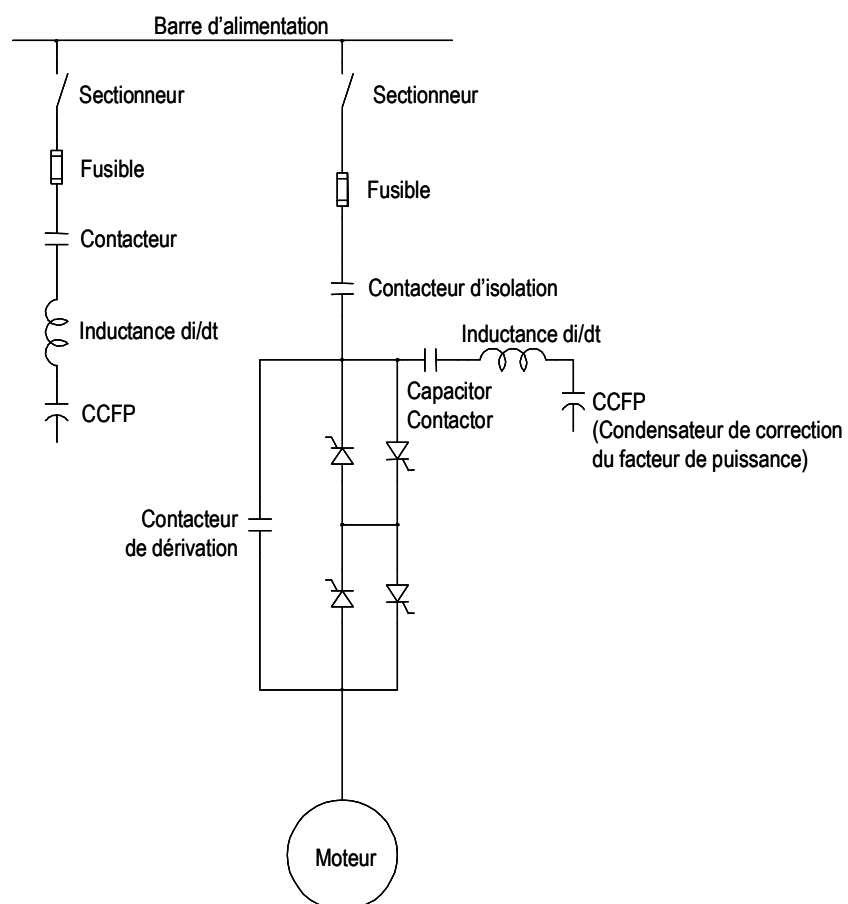 Barre d'alimentation
Sectionneur
Sectionneur
Fusible
Fusible
Contacteur
Contacteur d'isolation
Inductance di/dt
Inductance di/dt
CCFP
Capacitor
Contactor
CCFP
(Condensateur de correction
du facteur de puissance)
Contacteur
de dérivation
Moteur